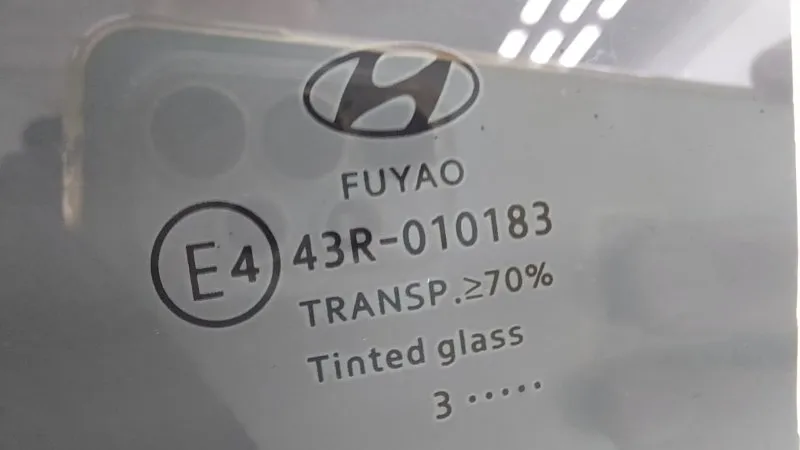 FUYAO
E4 43R-010183
TRANSP.≥70%
Tinted glass
3 •••••